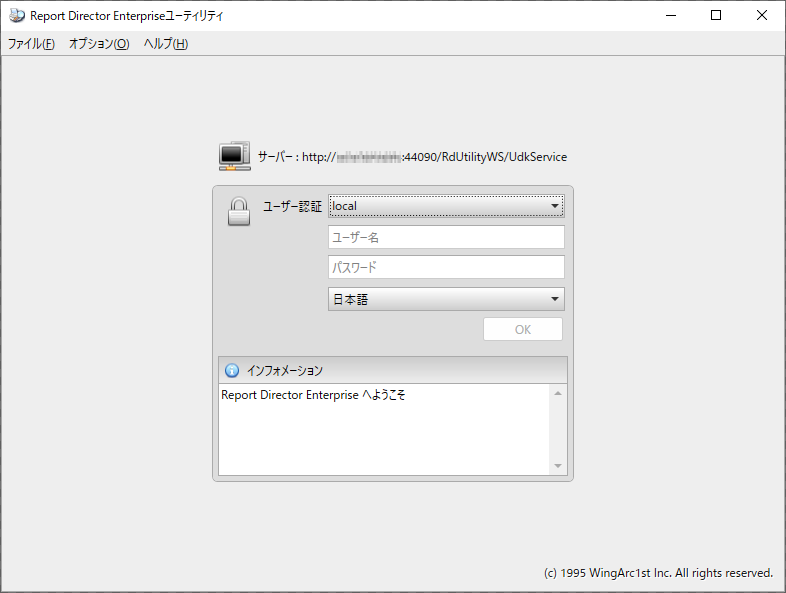 Report Director Enterpriseユーティリティ
ファイル(F) オプション(O) ヘルプ(H)
サーバー : http:// :44090/RdUtilityWS/UdkService
ユーザー認証 local
ユーザー名
パスワード
日本語
OK
インフォメーション
Report Director Enterprise へようこそ
(c) 1995 WingArc1st Inc. All rights reserved.